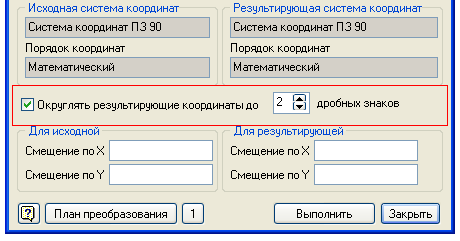 Исходная система координат
Результирующая система координат
Система координат ПЗ 90
Система координат ПЗ 90
Порядок координат
Порядок координат
Математический
Математический
Округлять результирующие координаты до 2 дробных знаков
Для исходной
Для результирующей
Смещение по X
Смещение по X
Смещение по Y
Смещение по Y
? План преобразования 1 Выполнить Закрыть